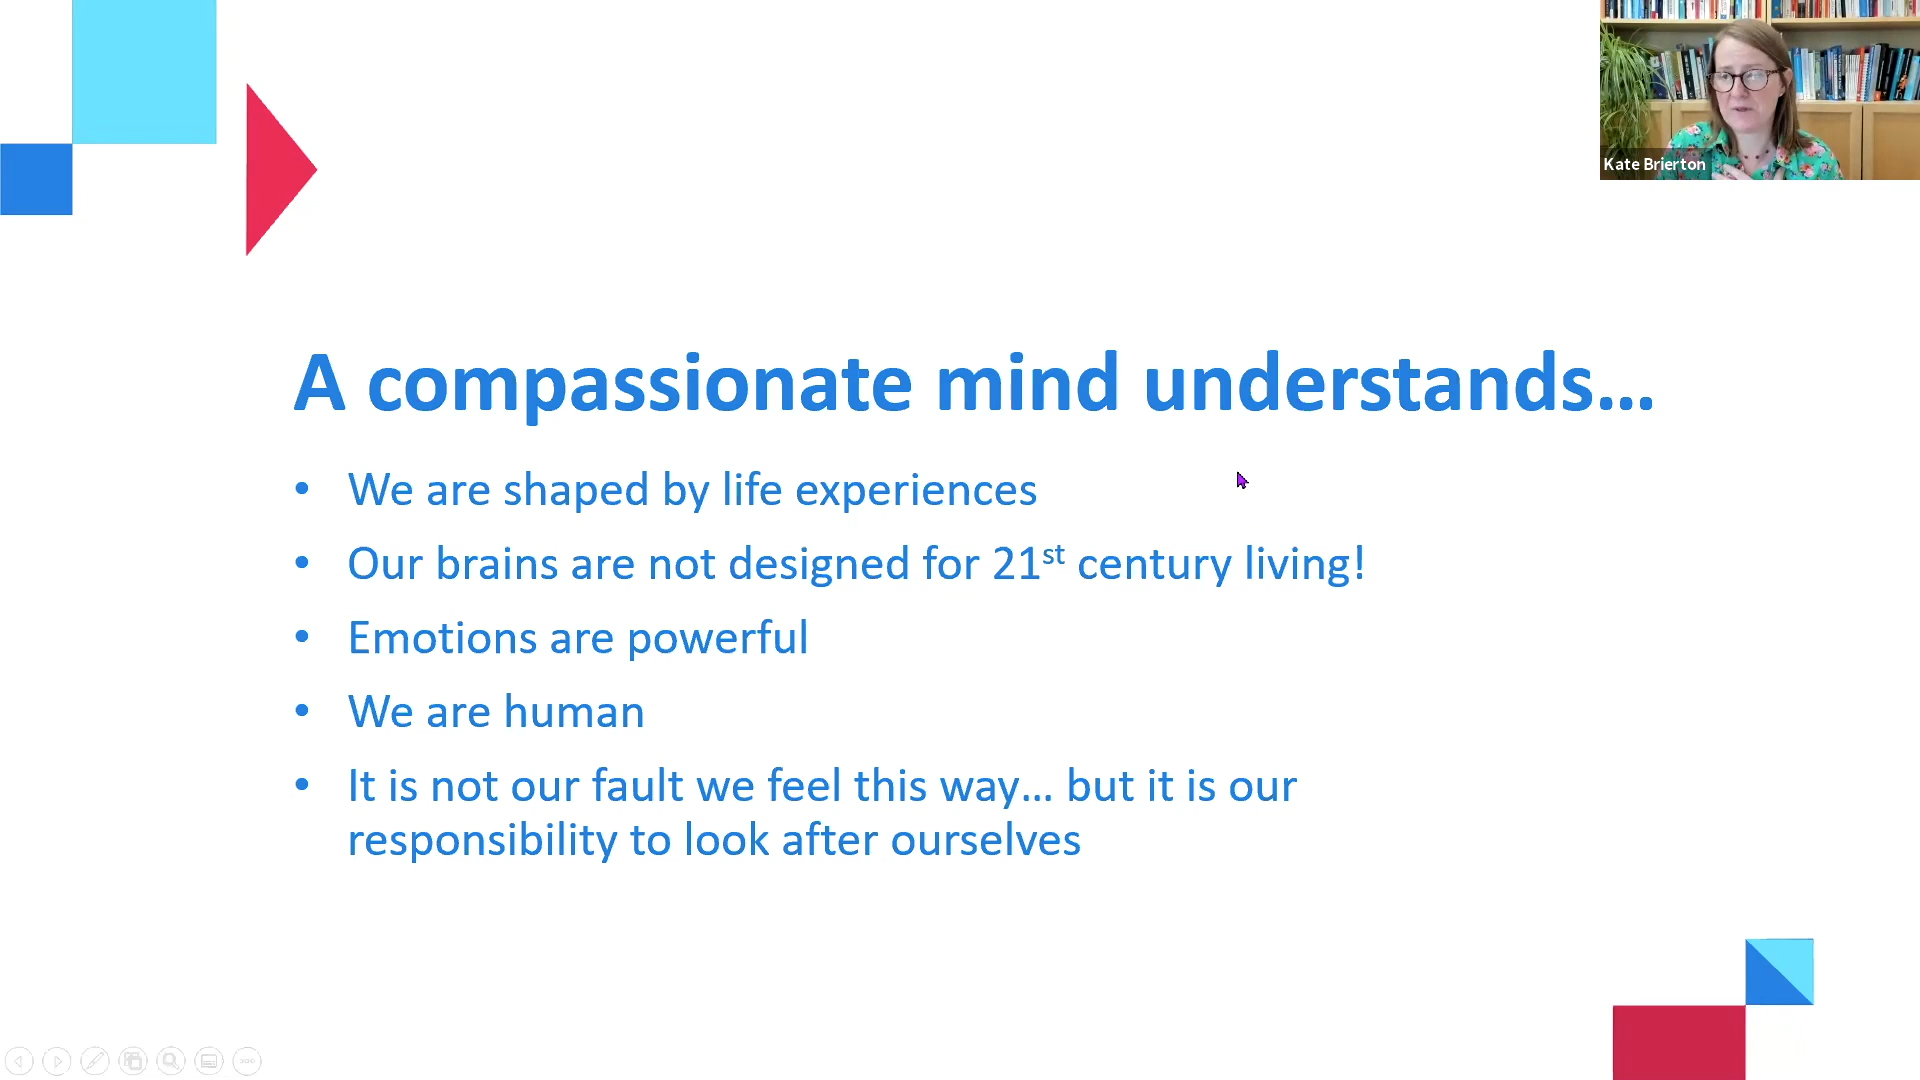 Kate Brierton
A compassionate mind understands...
• We are shaped by life experiences
• Our brains are not designed for 21st century living!
• Emotions are powerful
• We are human
• It is not our fault we feel this way... but it is our
responsibility to look after ourselves